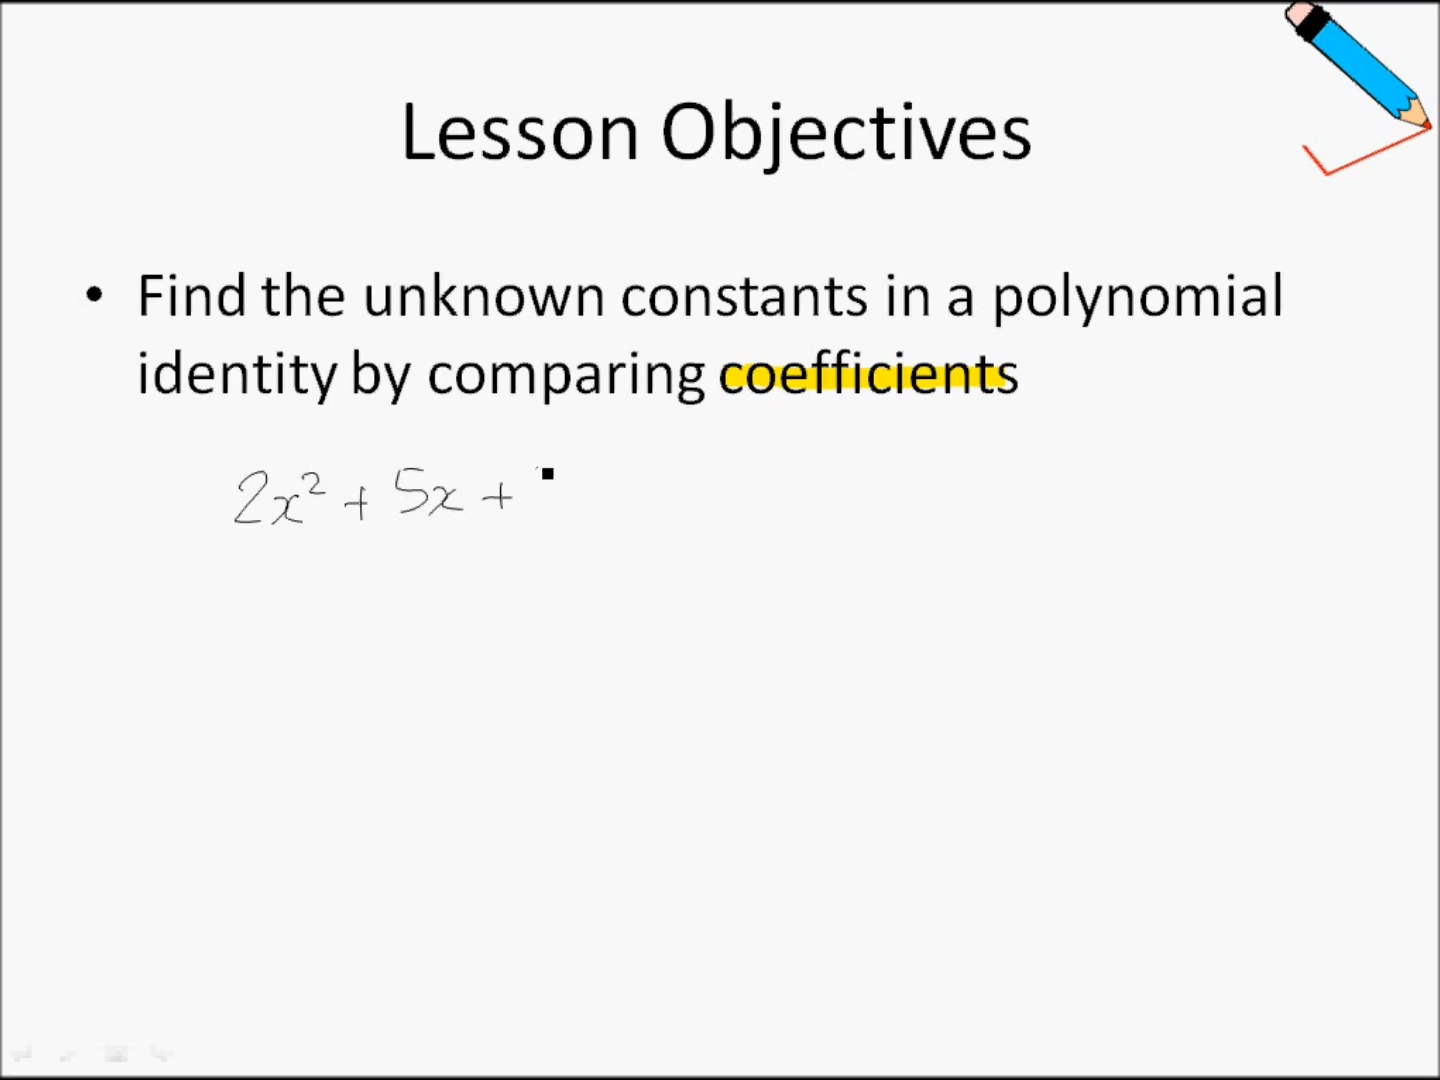 Lesson Objectives
• Find the unknown constants in a polynomial
identity by comparing coefficients
2x² + 5x +